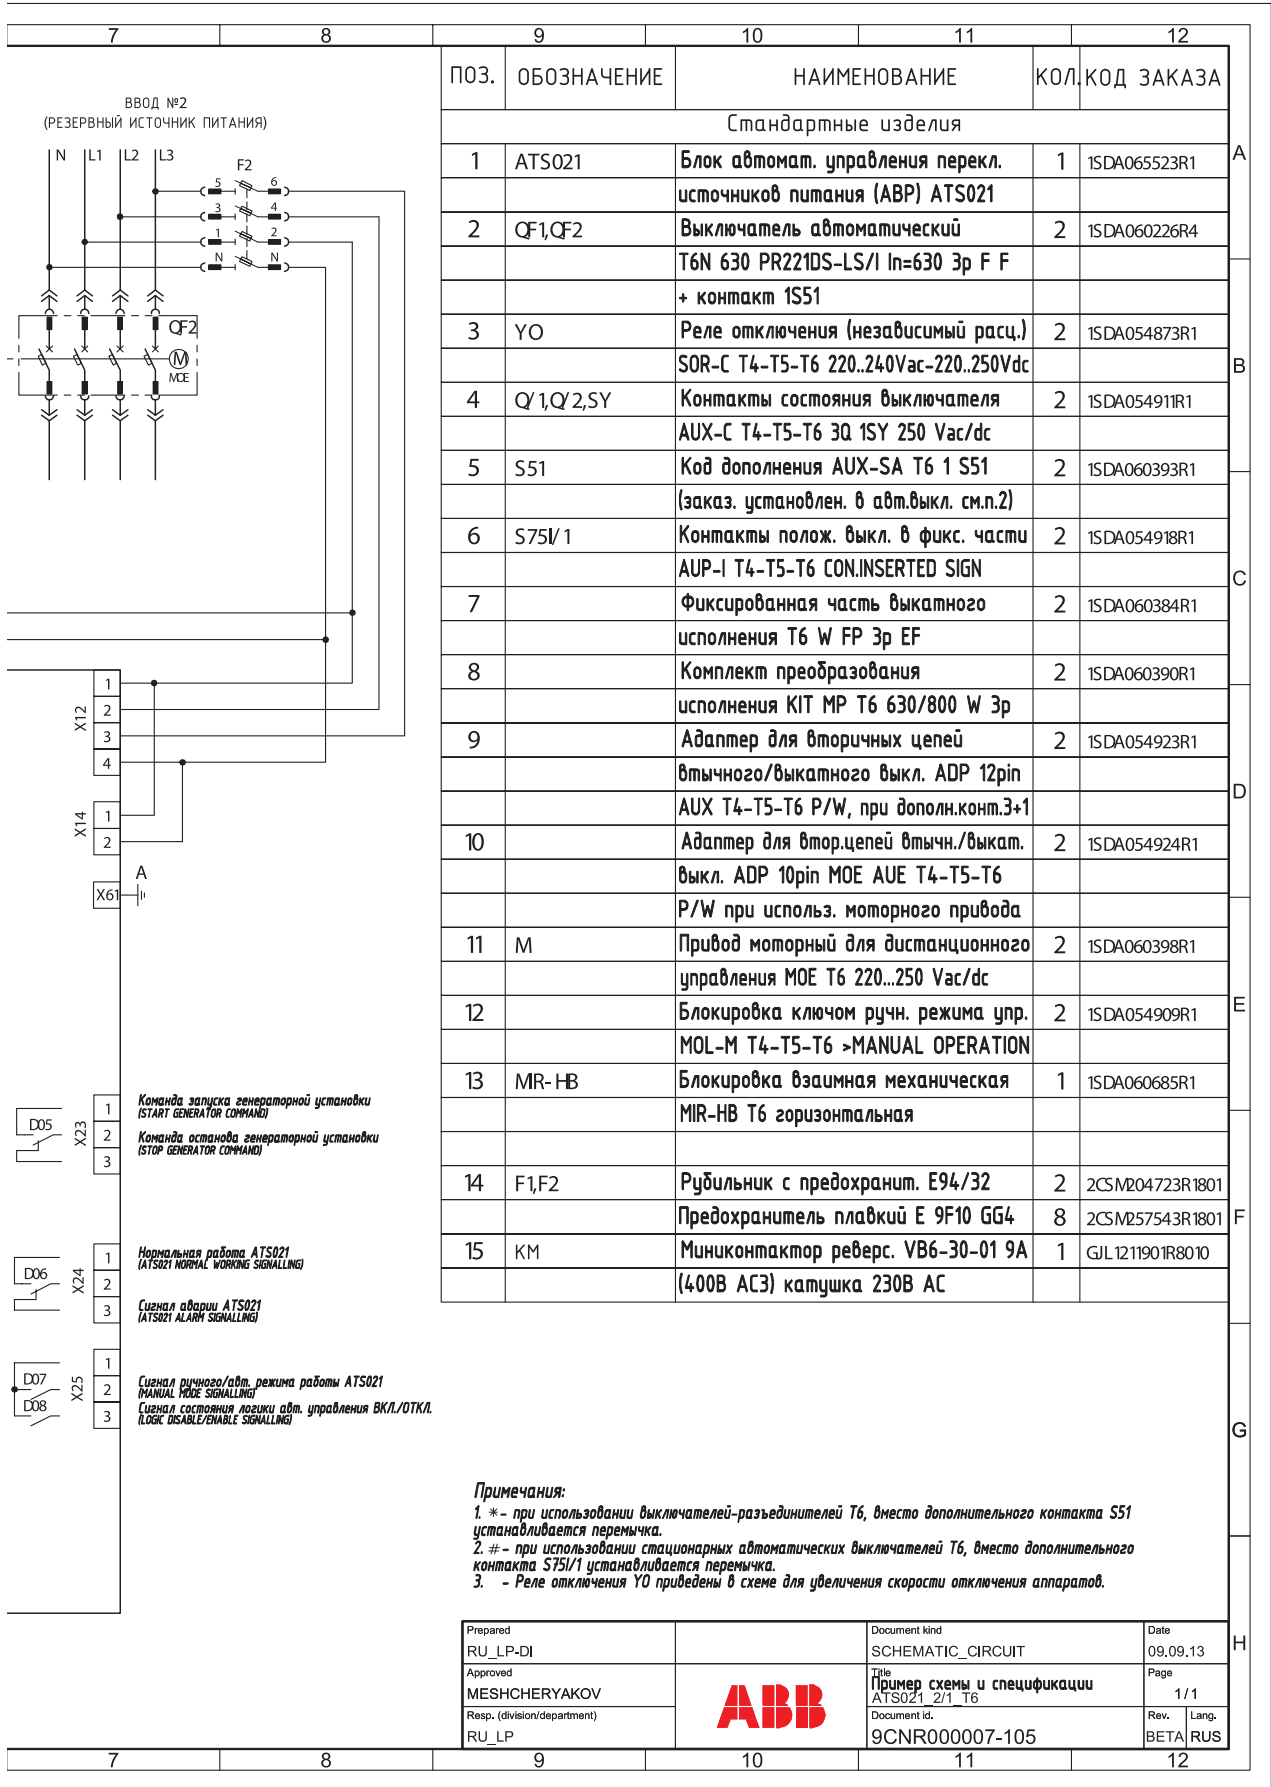 7 8 9 10 11 12
ПОЗ. ОБОЗНАЧЕНИЕ НАИМЕНОВАНИЕ КОЛ. КОД ЗАКАЗА
Стандартные изделия
1 ATS021 Блок автомат. управления перекл. 1 1SDA065523R1
источников питания (АВР) ATS021
2 QF1,QF2 Выключатель автоматический 2 1SDA060226R4
T6N 630 PR221DS-LS/I In=630 3p F F
+ контакт 1S51
3 YO Реле отключения (независимый расц.) 2 1SDA054873R1
SOR-C T4-T5-T6 220..240Vac-220..250Vdc
4 Q/1,Q/2,SY Контакты состояния выключателя 2 1SDA054911R1
AUX-C T4-T5-T6 3Q 1SY 250 Vac/dc
5 S51 Код дополнения AUX-SA T6 1 S51 2 1SDA060393R1
(заказ. установлен. в авт.выкл. см.п.2)
6 S75I/1 Контакты полож. выкл. в фикс. части 2 1SDA054918R1
AUP-I T4-T5-T6 CON.INSERTED SIGN
7 Фиксированная часть выкатного 2 1SDA060384R1
исполнения T6 W FP 3p EF
8 Комплект преобразования 2 1SDA060390R1
исполнения KIT MP T6 630/800 W 3p
9 Адаптер для вторичных цепей 2 1SDA054923R1
втычного/выкатного выкл. ADP 12pin
AUX T4-T5-T6 P/W, при дополн.конт.3+1
10 Адаптер для втор.цепей втычн./выкат. 2 1SDA054924R1
выкл. ADP 10pin MOE AUE T4-T5-T6
P/W при использ. моторного привода
11 M Привод моторный для дистанционного 2 1SDA060398R1
управления MOE T6 220...250 Vac/dc
12 Блокировка ключом ручн. режима упр. 2 1SDA054909R1
MOL-M T4-T5-T6 >MANUAL OPERATION
13 MIR-HB Блокировка взаимная механическая 1 1SDA060685R1
MIR-HB T6 горизонтальная
14 F1,F2 Рубильник с предохранит. E94/32 2 2CSM204723R1801
Предохранитель плавкий E 9F10 GG4 8 2CSM257543R1801
15 KM Миниконтактор реверс. VB6-30-01 9A 1 GJL1211901R8010
(400В АС3) катушка 230В АС
ВВОД №2
(РЕЗЕРВНЫЙ ИСТОЧНИК ПИТАНИЯ)
N L1 L2 L3
F2
5 6
3 4
1 2
N N
QF2
M
MOE
X12
1
2
3
4
X14
1
2
X61 A
D05 X23
1 Команда запуска генераторной установки
(START GENERATOR COMMAND)
2 Команда останова генераторной установки
(STOP GENERATOR COMMAND)
3
D06 X24
1 Нормальная работа ATS021
(ATS021 NORMAL WORKING SIGNALLING)
2
3 Сигнал аварии ATS021
(ATS021 ALARM SIGNALLING)
D07 D08 X25
1
2 Сигнал ручного/авт. режима работы ATS021
(MANUAL MODE SIGNALLING)
3 Сигнал состояния логики авт. управления ВКЛ./ОТКЛ.
(LOGIC DISABLE/ENABLE SIGNALLING)
A
B
C
D
E
F
G
H
Примечания:
1. *- при использовании выключателей-разъединителей Т6, вместо дополнительного контакта S51
устанавливается перемычка.
2. #- при использовании стационарных автоматических выключателей Т6, вместо дополнительного
контакта S75I/1 устанавливается перемычка.
3. - Реле отключения YO приведены в схеме для увеличения скорости отключения аппаратов.
Prepared
RU_LP-DI
Approved
MESHCHERYAKOV
Resp. (division/department)
RU_LP
ABB
Document kind
SCHEMATIC_CIRCUIT
Title
Пример схемы и спецификации
ATS021_2/1_T6
Document id.
9CNR000007-105
Date
09.09.13
Page
1/1
Rev. Lang.
BETA RUS
7 8 9 10 11 12